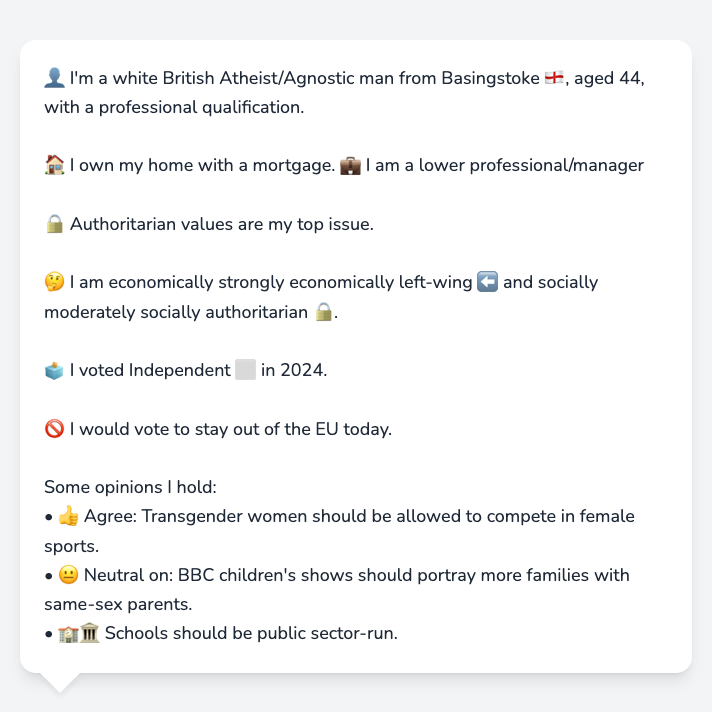 👤 I'm a white British Atheist/Agnostic man from Basingstoke 🏴󠁧󠁢󠁥󠁮󠁧󠁿, aged 44,
with a professional qualification.
🏠 I own my home with a mortgage. 💼 I am a lower professional/manager
🔒 Authoritarian values are my top issue.
🤔 I am economically strongly economically left-wing ⬅️ and socially
moderately socially authoritarian 🔒.
🗳️ I voted Independent ⬜ in 2024.
🚫 I would vote to stay out of the EU today.
Some opinions I hold:
• 👍 Agree: Transgender women should be allowed to compete in female
sports.
• 😐 Neutral on: BBC children's shows should portray more families with
same-sex parents.
• 🏫🏛️ Schools should be public sector-run.